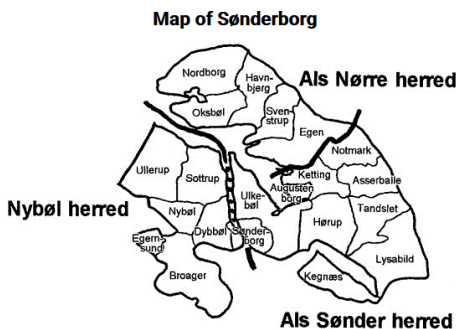 Map of Sønderborg
Nordborg
Havn-
bjerg
Als Nørre herred
Oksbøl
Sven-
strup
Egen
Notmark
Ullerup
Sottrup
Ketting
Asserballe
Augusten
borg
Ulke-
bøl
Nybøl herred
Nybøl
Tandslet
Hørup
Dybbøl
Sønder-
borg
Egern-
sund
Lysabild
Broager
Kegnæs
Als Sønder herred